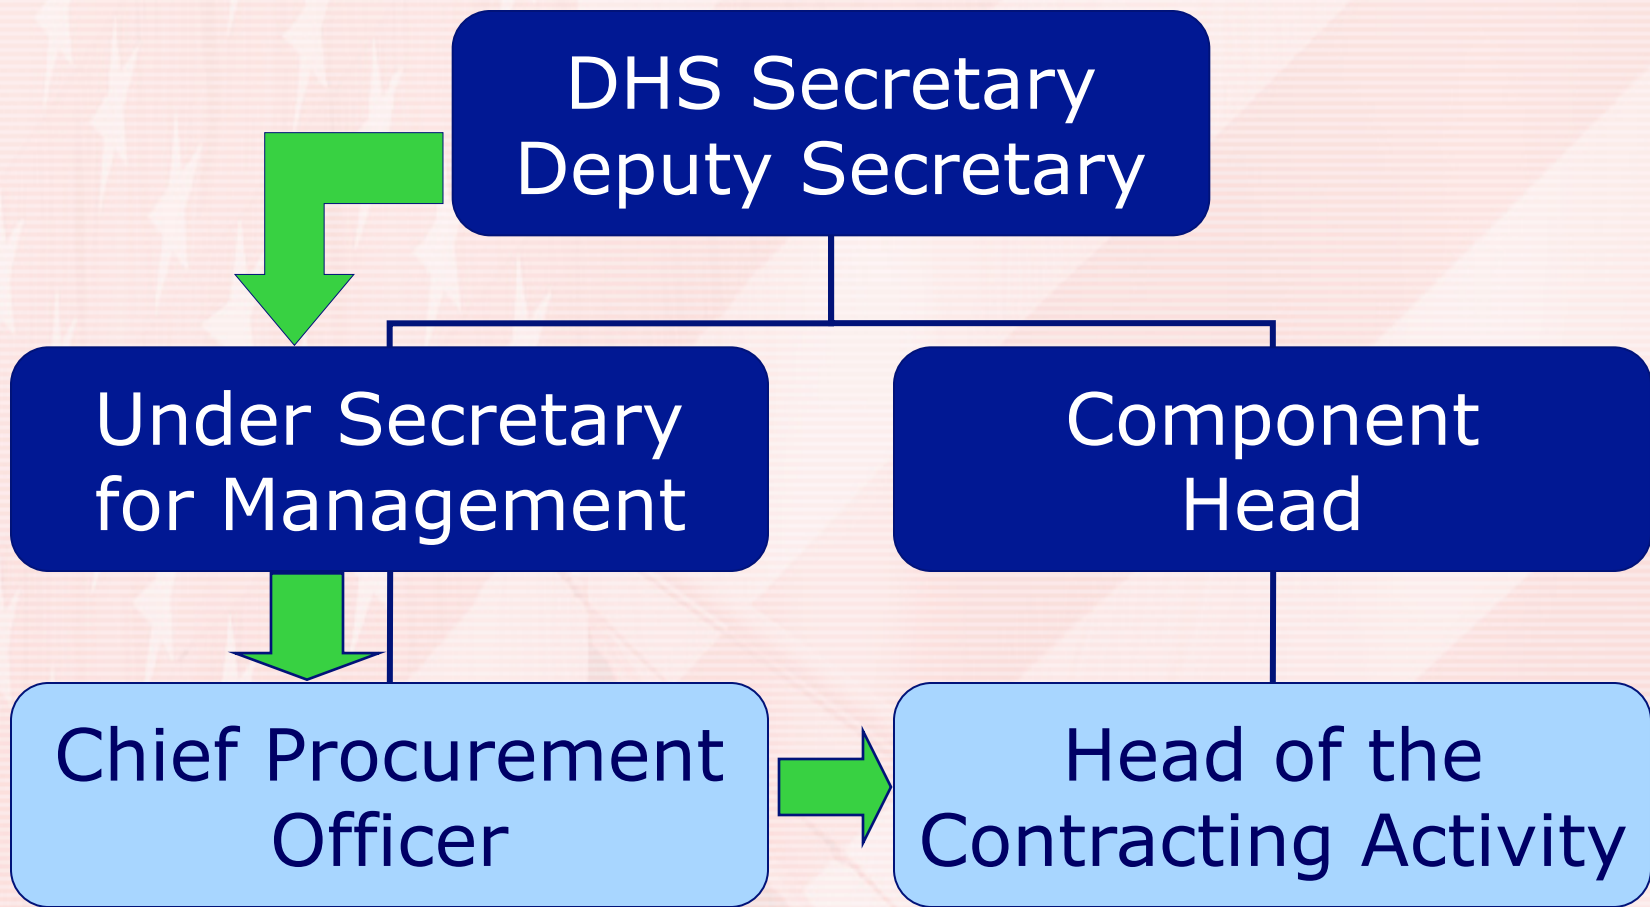 DHS Secretary
Deputy Secretary
Under Secretary
for Management
Component
Head
Chief Procurement
Officer
Head of the
Contracting Activity